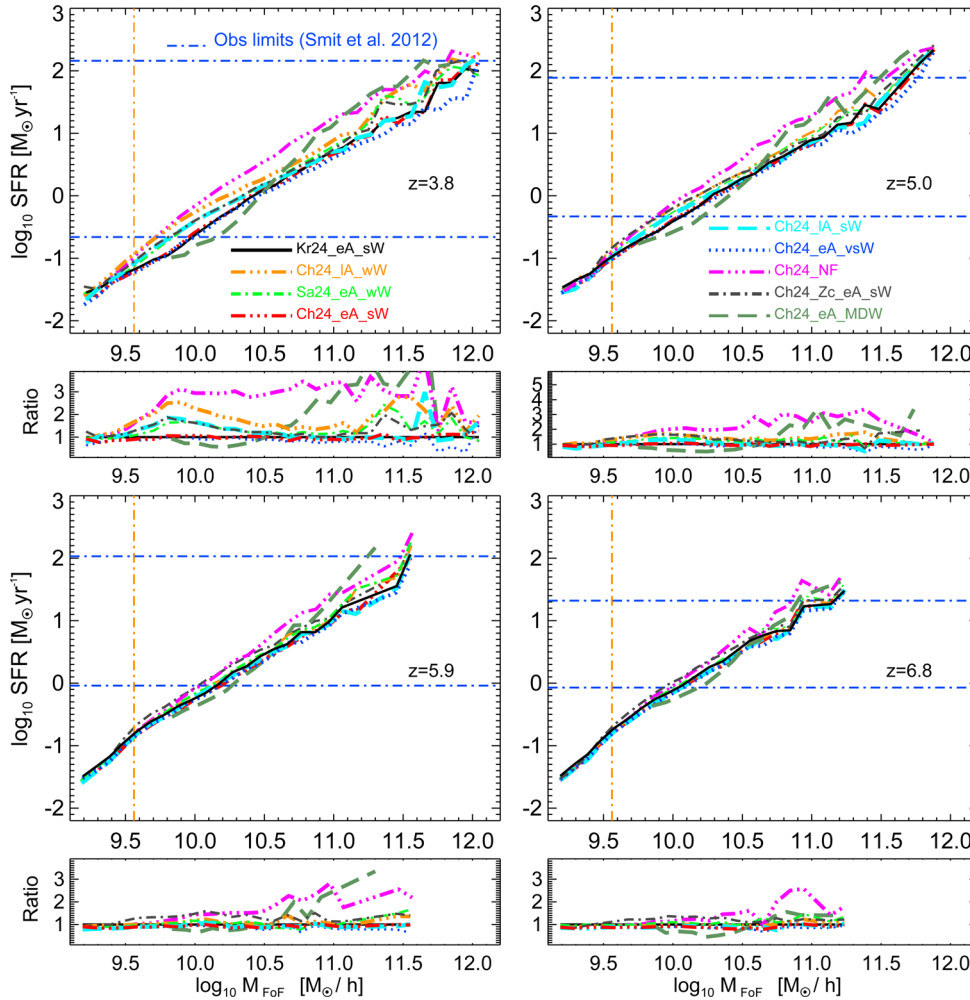 Obs limits (Smit et al. 2012)
log₁₀ SFR [M⊙yr⁻¹]
3
2
1
0
-1
-2
z=3.8
Kr24_eA_sW
Ch24_lA_wW
Sa24_eA_wW
Ch24_eA_sW
9.5 10.0 10.5 11.0 11.5 12.0
3
2
1
0
-1
-2
z=5.0
Ch24_lA_sW
Ch24_eA_vsW
Ch24_NF
Ch24_Zc_eA_sW
Ch24_eA_MDW
9.5 10.0 10.5 11.0 11.5 12.0
Ratio
3
2
1
9.5 10.0 10.5 11.0 11.5 12.0
5
4
3
2
1
9.5 10.0 10.5 11.0 11.5 12.0
log₁₀ SFR [M⊙yr⁻¹]
3
2
1
0
-1
-2
z=5.9
9.5 10.0 10.5 11.0 11.5 12.0
3
2
1
0
-1
-2
z=6.8
9.5 10.0 10.5 11.0 11.5 12.0
Ratio
3
2
1
9.5 10.0 10.5 11.0 11.5 12.0
log₁₀ M FoF [M⊙ / h]
3
2
1
9.5 10.0 10.5 11.0 11.5 12.0
log₁₀ M FoF [M⊙ / h]